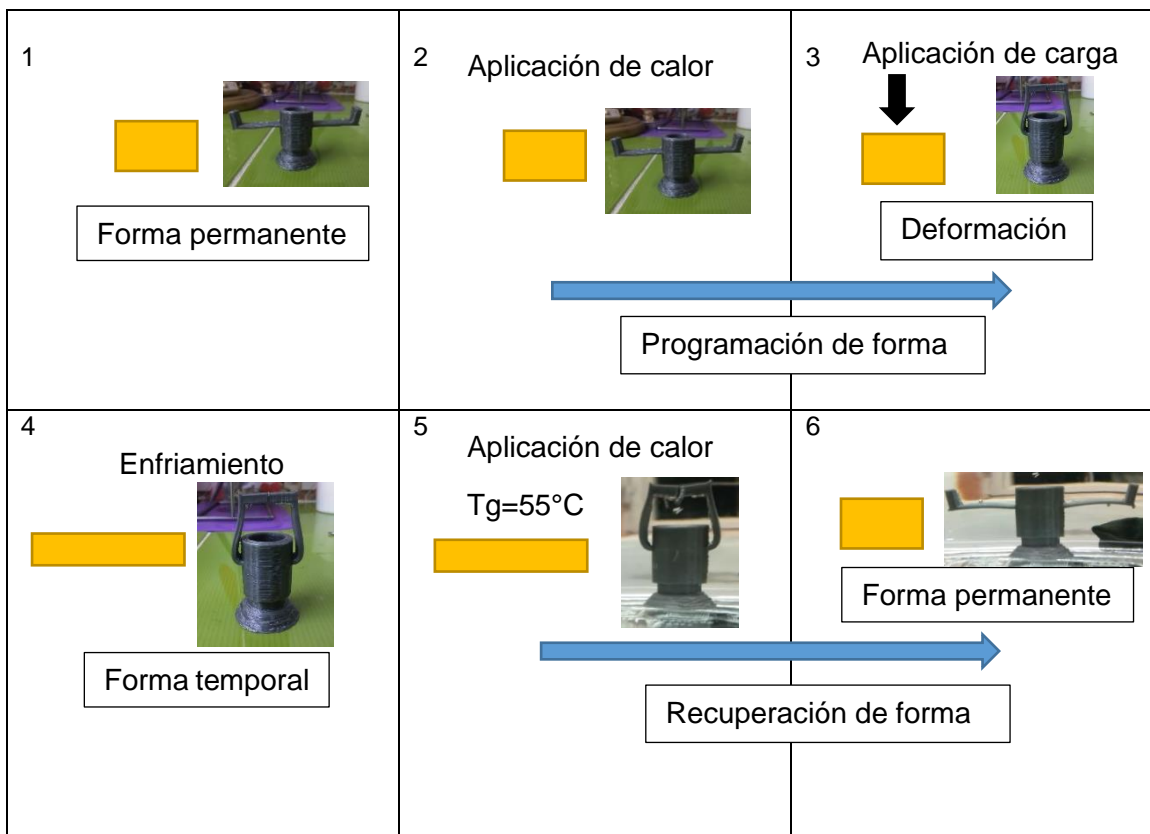 1
Forma permanente
2
Aplicación de calor
3
Aplicación de carga
Deformación
Programación de forma
4
Enfriamiento
Forma temporal
5
Aplicación de calor
Tg=55°C
6
Forma permanente
Recuperación de forma